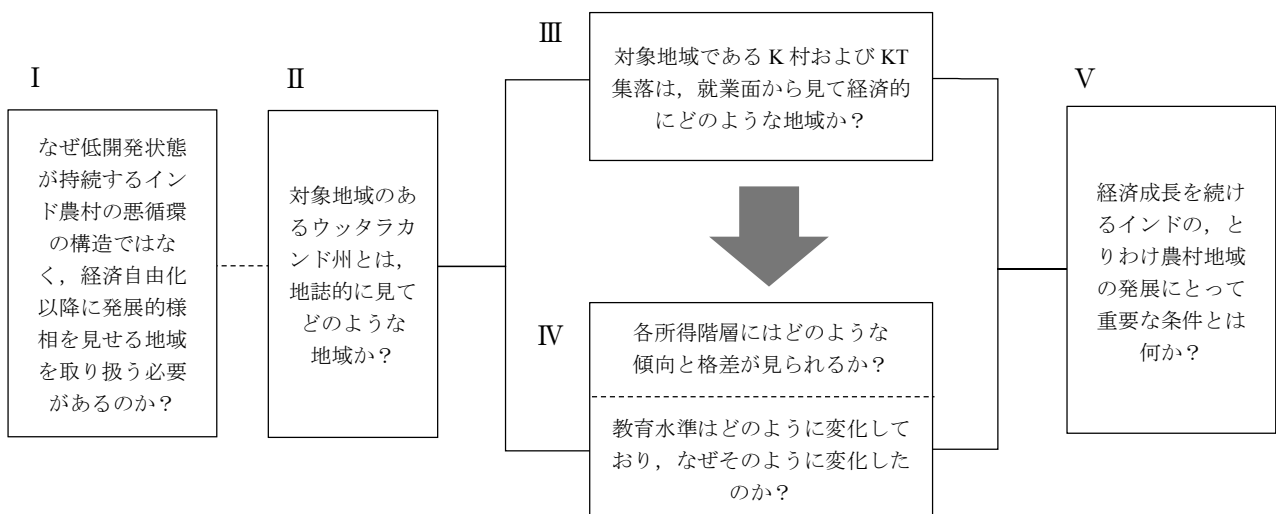 Ⅰ
なぜ低開発状態
が持続するイン
ド農村の悪循環
の構造ではな
く，経済自由化
以降に発展的様
相を見せる地域
を取り扱う必要
があるのか？
Ⅱ
対象地域のあ
るウッタラカ
ンド州とは，
地誌的に見て
どのような
地域か？
Ⅲ
対象地域である K 村および KT
集落は，就業面から見て経済的
にどのような地域か？
Ⅳ
各所得階層にはどのような
傾向と格差が見られるか？
教育水準はどのように変化して
おり，なぜそのように変化した
のか？
Ⅴ
経済成長を続け
るインドの，と
りわけ農村地域
の発展にとって
重要な条件とは
何か？